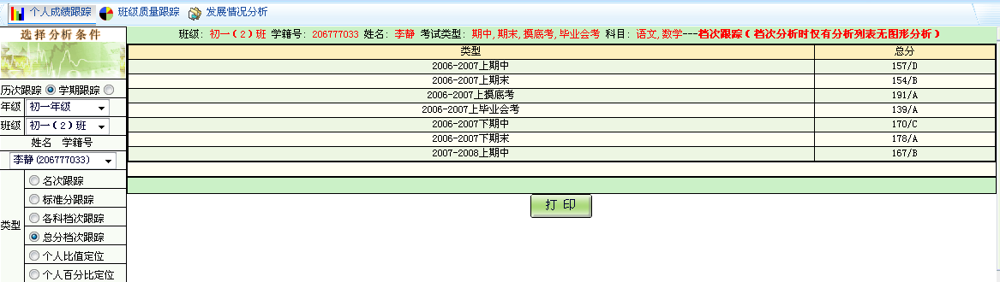 个人成绩跟踪 班级质量跟踪 发展情况分析
选择分析条件
历次跟踪 学期跟踪
年级 初一年级
班级 初一(2)班
姓名 学籍号
李静(206777033)
类型
名次跟踪
标准分跟踪
各科档次跟踪
总分档次跟踪
个人比值定位
个人百分比定位
班级: 初一(2)班 学籍号: 206777033 姓名: 李静 考试类型: 期中,期末,摸底考,毕业会考 科目: 语文,数学---档次跟踪(档次分析时仅有分析列表无图形分析)
类型 总分
2006-2007上期中 157/D
2006-2007上期末 154/B
2006-2007上摸底考 191/A
2006-2007上毕业会考 139/A
2006-2007下期中 170/C
2006-2007下期末 178/A
2007-2008上期中 167/B
打 印